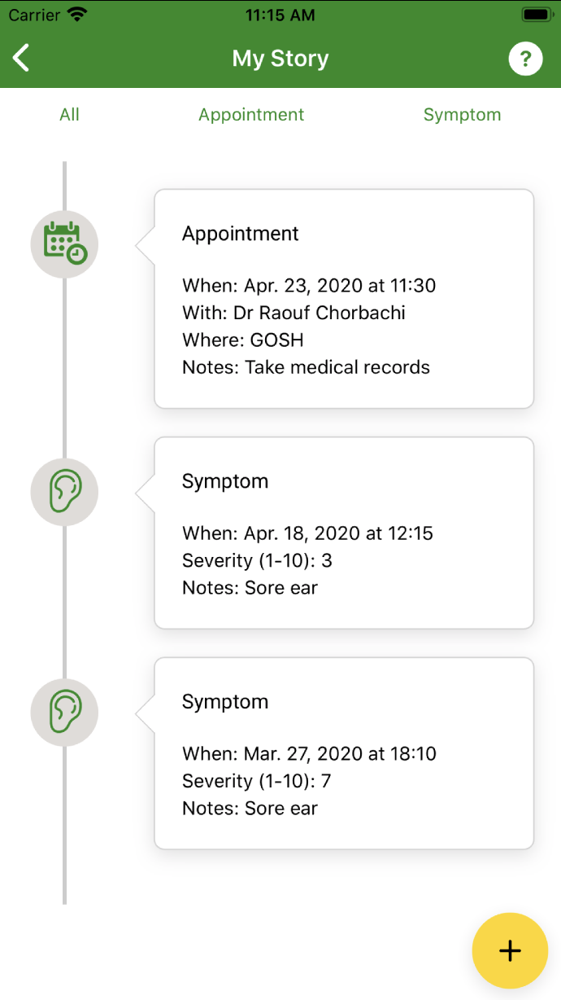 Carrier 11:15 AM
My Story ?
All Appointment Symptom
Appointment
When: Apr. 23, 2020 at 11:30
With: Dr Raouf Chorbachi
Where: GOSH
Notes: Take medical records
Symptom
When: Apr. 18, 2020 at 12:15
Severity (1-10): 3
Notes: Sore ear
Symptom
When: Mar. 27, 2020 at 18:10
Severity (1-10): 7
Notes: Sore ear
+